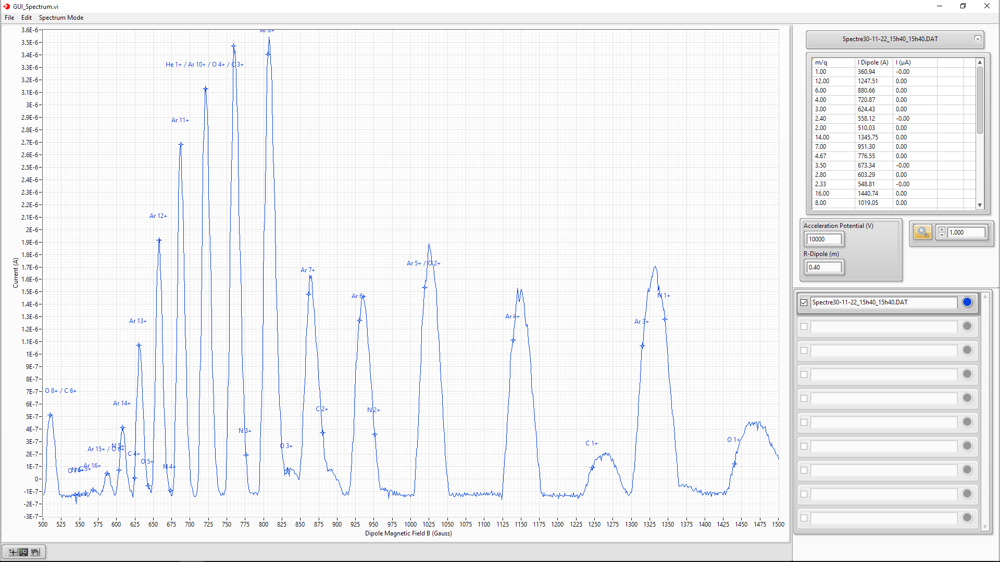 GUI_Spectrum.vi
File Edit Spectrum Mode
3.6E-6
3.5E-6
3.4E-6
3.3E-6
3.2E-6
3.1E-6
3E-6
2.9E-6
2.8E-6
2.7E-6
2.6E-6
2.5E-6
2.4E-6
2.3E-6
2.2E-6
2.1E-6
2E-6
1.9E-6
1.8E-6
1.7E-6
1.6E-6
1.5E-6
1.4E-6
1.3E-6
1.2E-6
1.1E-6
1E-6
9E-7
8E-7
7E-7
6E-7
5E-7
4E-7
3E-7
2E-7
1E-7
0
-1E-7
-2E-7
-3E-7
Current (A)
Ar 8+
He 1+ / Ar 10+ / O 4+ / C 3+
Ar 11+
Ar 12+
Ar 13+
/ O 8+ / C 6+
Ar 14+
N 5+
Ar 15+ / O 6+
C 4+
O 5+
N 4+
Ar 16+
C 5+
O 7+
N 3+
O 3+
Ar 7+
C 2+
Ar 6+
N 2+
Ar 5+ / O 2+
Ar 4+
C 1+
Ar 3+
N 1+
O 1+
500 525 550 575 600 625 650 675 700 725 750 775 800 825 850 875 900 925 950 975 1000 1025 1050 1075 1100 1125 1150 1175 1200 1225 1250 1275 1300 1325 1350 1375 1400 1425 1450 1475 1500
Dipole Magnetic Field B (Gauss)
Spectre30-11-22_15h40_15h40.DAT
m/q I Dipole (A) I (µA)
1.00 360.94 -0.00
12.00 1247.51 0.00
6.00 880.66 0.00
4.00 720.87 0.00
3.00 624.43 0.00
2.40 558.12 -0.00
2.00 510.03 0.00
14.00 1345.75 0.00
7.00 951.30 0.00
4.67 776.55 0.00
3.50 673.34 -0.00
2.80 603.29 0.00
2.33 548.81 -0.00
16.00 1440.74 0.00
8.00 1019.05 0.00
Acceleration Potential (V)
10000
R-Dipole (m)
0.40
1.000
Spectre30-11-22_15h40_15h40.DAT